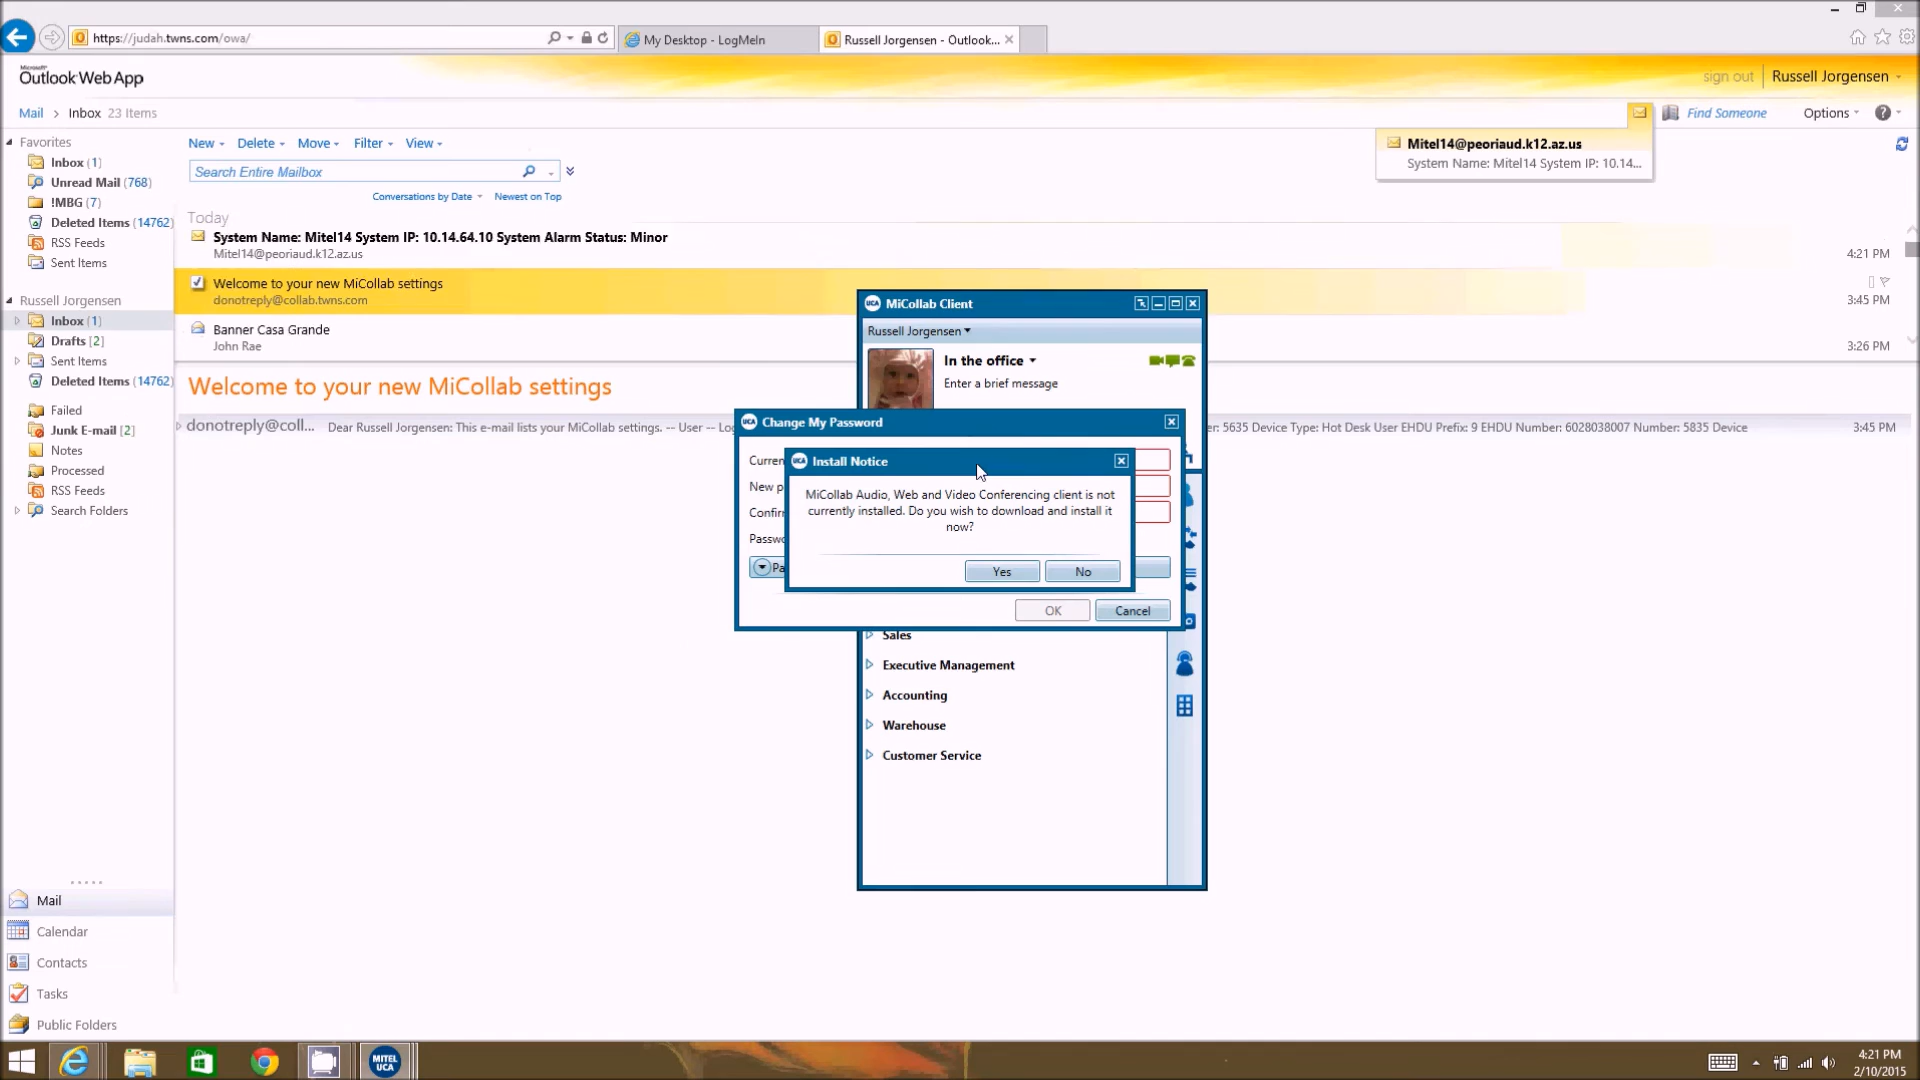 https://judah.twns.com/owa/
My Desktop - LogMeIn
Russell Jorgensen - Outlook...
Microsoft
Outlook Web App
sign out
Russell Jorgensen
Mail > Inbox 23 Items
Find Someone
Options
Favorites
Inbox (1)
Unread Mail (768)
!MBG (7)
Deleted Items (14762)
RSS Feeds
Sent Items
Russell Jorgensen
Inbox (1)
Drafts [2]
Sent Items
Deleted Items (14762)
Failed
Junk E-mail [2]
Notes
Processed
RSS Feeds
Search Folders
Mail
Calendar
Contacts
Tasks
Public Folders
New Delete Move Filter View
Search Entire Mailbox
Conversations by Date Newest on Top
Mitel14@peoriaud.k12.az.us
System Name: Mitel14 System IP: 10.14...
Today
System Name: Mitel14 System IP: 10.14.64.10 System Alarm Status: Minor
Mitel14@peoriaud.k12.az.us
4:21 PM
Welcome to your new MiCollab settings
donotreply@collab.twns.com
3:45 PM
Banner Casa Grande
John Rae
3:26 PM
Welcome to your new MiCollab settings
donotreply@coll...
Dear Russell Jorgensen: This e-mail lists your MiCollab settings. -- User -- Lo
: 5635 Device Type: Hot Desk User EHDU Prefix: 9 EHDU Number: 6028038007 Number: 5835 Device
3:45 PM
UCA MiCollab Client
Russell Jorgensen
In the office
Enter a brief message
UCA Change My Password
Curren
New p
Confirm
Passwo
Pa
OK
Cancel
UCA Install Notice
MiCollab Audio, Web and Video Conferencing client is not
currently installed. Do you wish to download and install it
now?
Yes
No
Sales
Executive Management
Accounting
Warehouse
Customer Service
MITEL
UCA
4:21 PM
2/10/2015